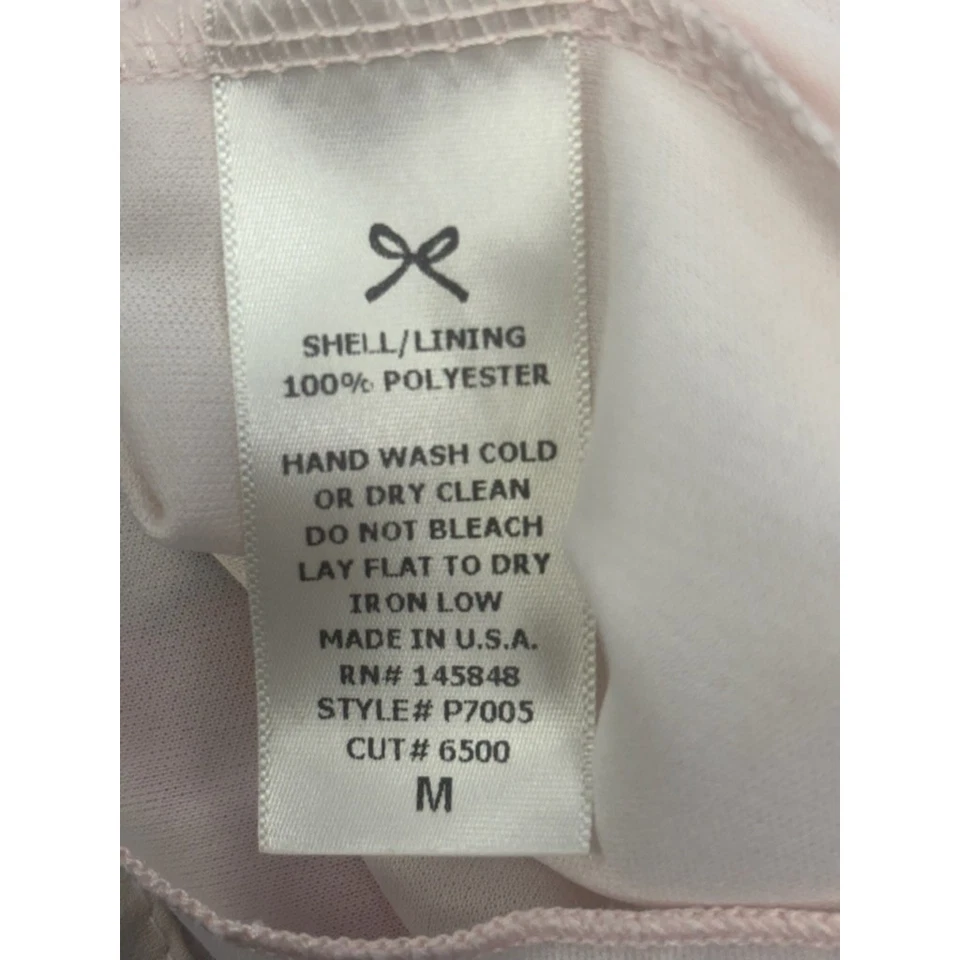 SHELL/LINING
100% POLYESTER
HAND WASH COLD
OR DRY CLEAN
DO NOT BLEACH
LAY FLAT TO DRY
IRON LOW
MADE IN U.S.A.
RN# 145848
STYLE# P7005
CUT# 6500
M